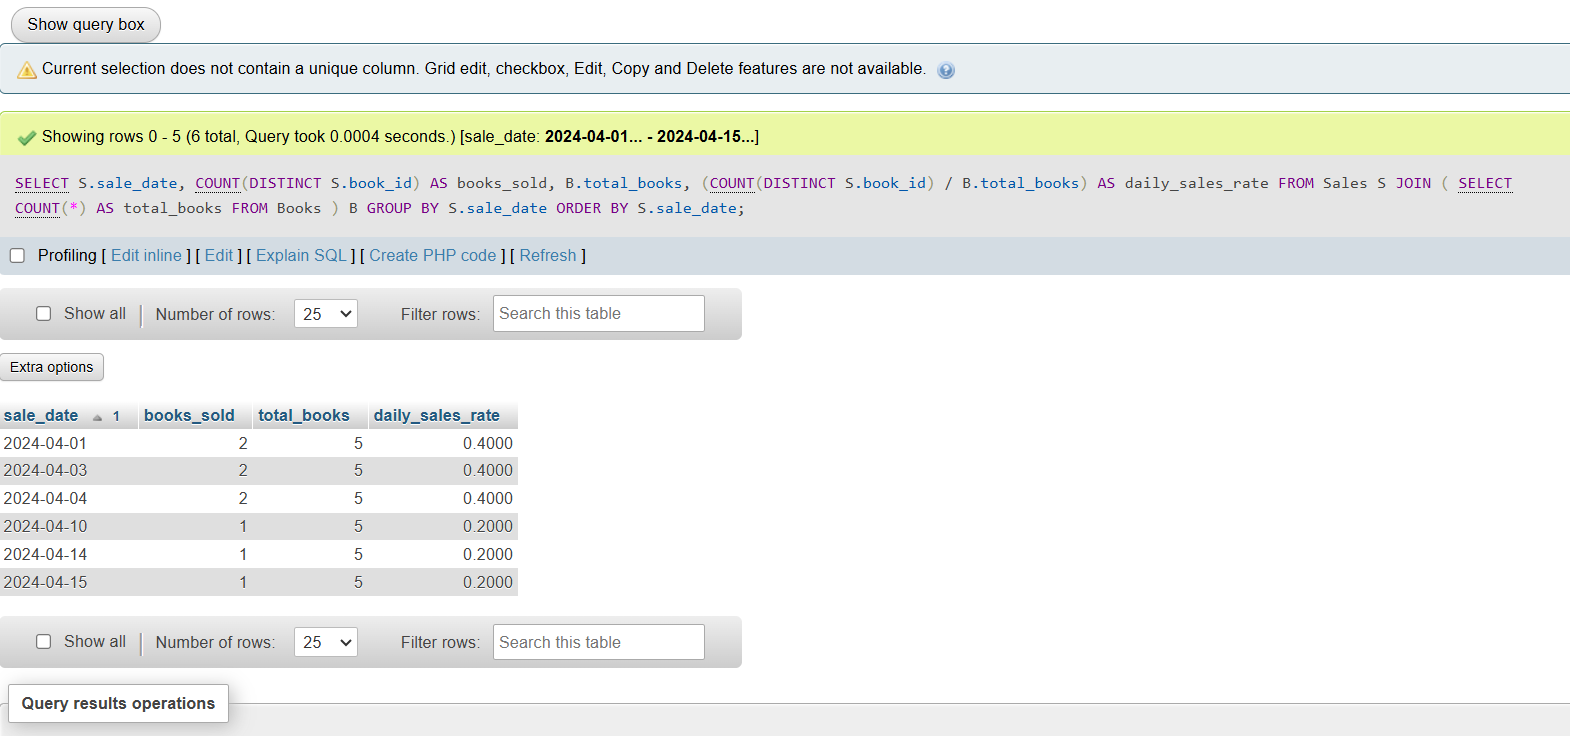 Show query box
Current selection does not contain a unique column. Grid edit, checkbox, Edit, Copy and Delete features are not available.
Showing rows 0 - 5 (6 total, Query took 0.0004 seconds.) [sale_date: 2024-04-01... - 2024-04-15...]
SELECT S.sale_date, COUNT(DISTINCT S.book_id) AS books_sold, B.total_books, (COUNT(DISTINCT S.book_id) / B.total_books) AS daily_sales_rate FROM Sales S JOIN ( SELECT
COUNT(*) AS total_books FROM Books ) B GROUP BY S.sale_date ORDER BY S.sale_date;
Profiling [ Edit inline ] [ Edit ] [ Explain SQL ] [ Create PHP code ] [ Refresh ]
Show all Number of rows: 25 Filter rows: Search this table
Extra options
sale_date 1 books_sold total_books daily_sales_rate
2024-04-01 2 5 0.4000
2024-04-03 2 5 0.4000
2024-04-04 2 5 0.4000
2024-04-10 1 5 0.2000
2024-04-14 1 5 0.2000
2024-04-15 1 5 0.2000
Show all Number of rows: 25 Filter rows: Search this table
Query results operations